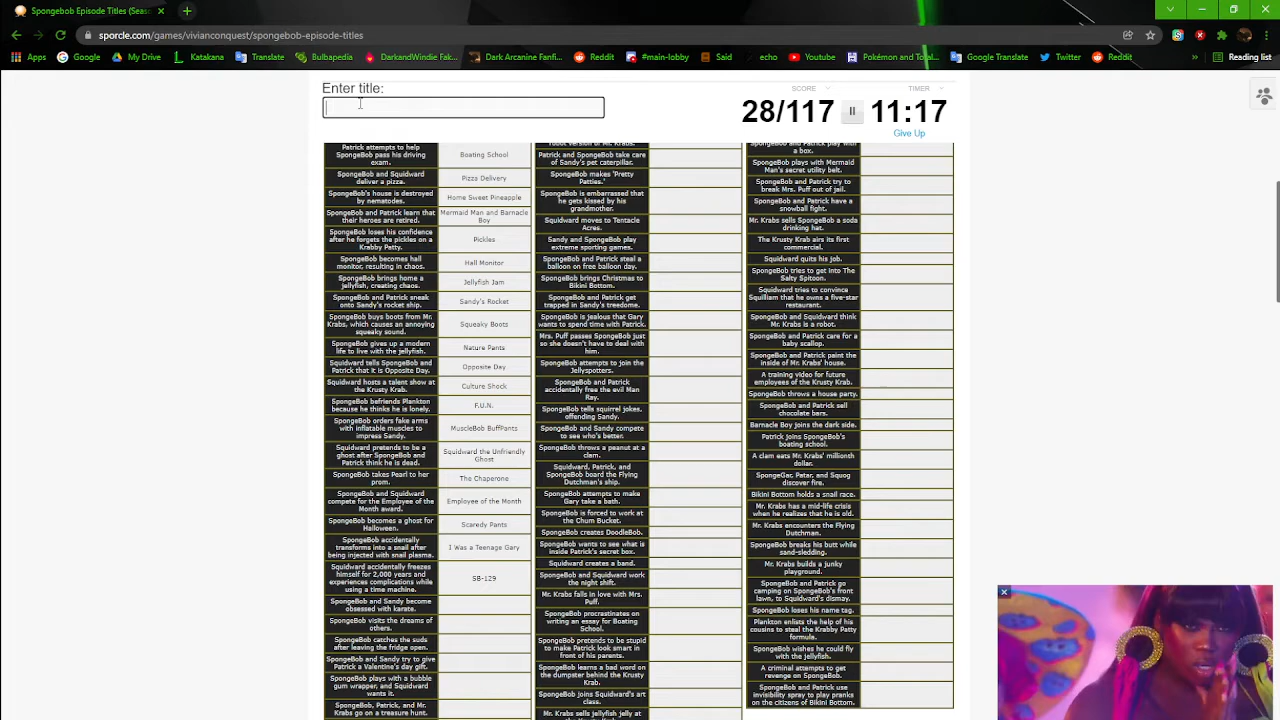 Spongebob Episode Titles (Seas
sporcle.com/games/vivianconquest/spongebob-episode-titles
Apps
Google
My Drive
Katakana
Bulbapedia
DarkandWindie Fak...
Dark Arcanine Fanfi...
Reddit
#main-lobby
Said
echo
YouTube
Pokémon and Total...
Google Translate
Twitter
Reddit
Reading list
Enter title:
SCORE
28/117
TIMER
11:17
Give Up
Patrick attempts to help
SpongeBob pass his driving
exam.
Boating School
SpongeBob and Squidward
deliver a pizza.
Pizza Delivery
SpongeBob's house is destroyed
by nematodes.
Home Sweet Pineapple
SpongeBob and Patrick learn that
their heroes are retired.
Mermaid Man and Barnacle
Boy
SpongeBob loses his confidence
after he forgets the pickles on a
Krabby Patty.
Pickles
SpongeBob becomes hall
monitor, resulting in chaos.
Hall Monitor
SpongeBob brings home a
jellyfish, creating chaos.
Jellyfish Jam
SpongeBob and Patrick sneak
onto Sandy's rocket ship.
Sandy's Rocket
SpongeBob buys boots from Mr.
Krabs, which causes an annoying
squeaky sound.
Squeaky Boots
SpongeBob gives up a modern
life to live with the jellyfish.
Nature Pants
Squidward tells SpongeBob and
Patrick that it is Opposite Day.
Opposite Day
Squidward hosts a talent show at
the Krusty Krab.
Culture Shock
SpongeBob befriends Plankton
because he thinks he is lonely.
F.U.N.
SpongeBob orders fake arms
with inflatable muscles to
impress Sandy.
MuscleBob BuffPants
Squidward pretends to be a
ghost after SpongeBob and
Patrick think he is dead.
Squidward the Unfriendly
Ghost
SpongeBob takes Pearl to her
prom.
The Chaperone
SpongeBob and Squidward
compete for the Employee of the
Month award.
Employee of the Month
SpongeBob becomes a ghost for
Halloween.
Scaredy Pants
SpongeBob accidentally
transforms into a snail after
being injected with snail plasma.
I Was a Teenage Gary
Squidward accidentally freezes
himself for 2,000 years and
experiences complications while
using a time machine.
SB-129
SpongeBob and Sandy become
obsessed with karate.
SpongeBob visits the dreams of
others.
SpongeBob catches the suds
after leaving the fridge open.
SpongeBob and Sandy try to give
Patrick a Valentine's day gift.
SpongeBob plays with a bubble
gum wrapper, and Squidward
wants it.
SpongeBob, Patrick, and Mr.
Krabs go on a treasure hunt.
robot version of Mr. Krabs.
Patrick and SpongeBob take care
of Sandy's pet caterpillar.
SpongeBob makes 'Pretty
Patties.'
SpongeBob is embarrassed that
he gets kissed by his
grandmother.
Squidward moves to Tentacle
Acres.
Sandy and SpongeBob play
extreme sporting games.
SpongeBob and Patrick steal a
balloon on free balloon day.
SpongeBob brings Christmas to
Bikini Bottom.
SpongeBob and Patrick get
trapped in Sandy's treedome.
SpongeBob is jealous that Gary
wants to spend time with Patrick.
Mrs. Puff passes SpongeBob just
so she doesn't have to deal with
him.
SpongeBob attempts to join the
Jellyspotters.
SpongeBob and Patrick
accidentally free the evil Man
Ray.
SpongeBob tells squirrel jokes,
offending Sandy.
SpongeBob and Sandy compete
to see who's better.
SpongeBob throws a peanut at a
clam.
Squidward, Patrick, and
SpongeBob board the Flying
Dutchman's ship.
SpongeBob attempts to make
Gary take a bath.
SpongeBob is forced to work at
the Chum Bucket.
SpongeBob creates DoodleBob.
SpongeBob wants to see what is
inside Patrick's secret box.
Squidward creates a band.
SpongeBob and Squidward work
the night shift.
Mr. Krabs falls in love with Mrs.
Puff.
SpongeBob procrastinates on
writing an essay for Boating
School.
SpongeBob pretends to be stupid
to make Patrick look smart in
front of his parents.
SpongeBob learns a bad word on
the dumpster behind the Krusty
Krab.
SpongeBob joins Squidward's art
class.
Mr. Krabs sells jellyfish jelly at
SpongeBob and Patrick play with
a box.
SpongeBob plays with Mermaid
Man's secret utility belt.
SpongeBob and Patrick try to
break Mrs. Puff out of jail.
SpongeBob and Patrick have a
snowball fight.
Mr. Krabs sells SpongeBob a soda
drinking hat.
The Krusty Krab airs its first
commercial.
Squidward quits his job.
SpongeBob tries to get into The
Salty Spitoon.
Squidward tries to convince
Squilliam that he owns a five-star
restaurant.
SpongeBob and Squidward think
Mr. Krabs is a robot.
SpongeBob and Patrick care for a
baby scallop.
SpongeBob and Patrick paint the
inside of Mr. Krabs' house.
A training video for future
employees of the Krusty Krab.
SpongeBob throws a house party.
SpongeBob and Patrick sell
chocolate bars.
Barnacle Boy joins the dark side.
Patrick joins SpongeBob's
boating school.
A clam eats Mr. Krabs' millionth
dollar.
SpongeGar, Patar, and Squog
discover fire.
Bikini Bottom holds a snail race.
Mr. Krabs has a mid-life crisis
when he realizes that he is old.
Mr. Krabs encounters the Flying
Dutchman.
SpongeBob breaks his butt while
sand-sledding.
Mr. Krabs builds a junky
playground.
SpongeBob and Patrick go
camping on SpongeBob's front
lawn, to Squidward's dismay.
SpongeBob loses his name tag.
Plankton enlists the help of his
cousins to steal the Krabby Patty
formula.
SpongeBob wishes he could fly
with the jellyfish.
A criminal attempts to get
revenge on SpongeBob.
SpongeBob and Patrick use
invisibility spray to play pranks
on the citizens of Bikini Bottom.